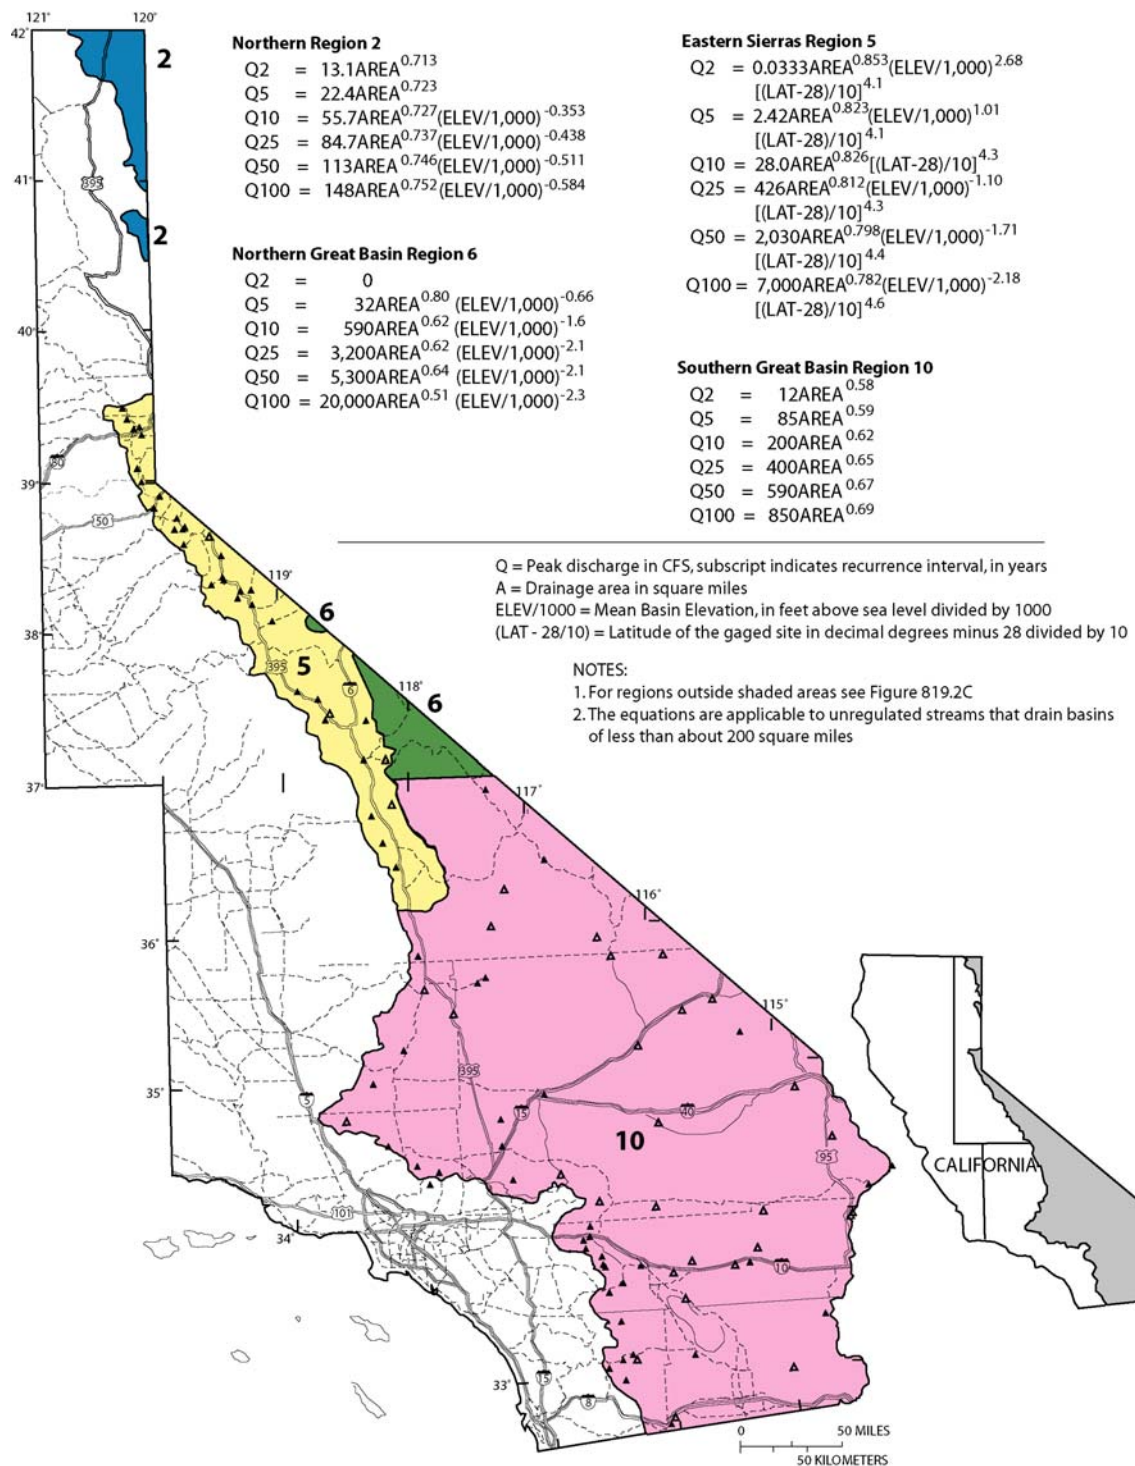 121° 120°
42°
2
Northern Region 2
Q2 = 13.1AREA^0.713
Q5 = 22.4AREA^0.723
Q10 = 55.7AREA^0.727(ELEV/1,000)^-0.353
Q25 = 84.7AREA^0.737(ELEV/1,000)^-0.438
Q50 = 113AREA^0.746(ELEV/1,000)^-0.511
Q100 = 148AREA^0.752(ELEV/1,000)^-0.584
Eastern Sierras Region 5
Q2 = 0.0333AREA^0.853(ELEV/1,000)^2.68
[(LAT-28)/10]^4.1
Q5 = 2.42AREA^0.823(ELEV/1,000)^1.01
[(LAT-28)/10]^4.1
Q10 = 28.0AREA^0.826[(LAT-28)/10]^4.3
Q25 = 426AREA^0.812(ELEV/1,000)^-1.10
[(LAT-28)/10]^4.3
Q50 = 2,030AREA^0.798(ELEV/1,000)^-1.71
[(LAT-28)/10]^4.4
Q100 = 7,000AREA^0.782(ELEV/1,000)^-2.18
[(LAT-28)/10]^4.6
41°
395
2
Northern Great Basin Region 6
Q2 = 0
Q5 = 32AREA^0.80 (ELEV/1,000)^-0.66
Q10 = 590AREA^0.62 (ELEV/1,000)^-1.6
Q25 = 3,200AREA^0.62 (ELEV/1,000)^-2.1
Q50 = 5,300AREA^0.64 (ELEV/1,000)^-2.1
Q100 = 20,000AREA^0.51 (ELEV/1,000)^-2.3
Southern Great Basin Region 10
Q2 = 12AREA^0.58
Q5 = 85AREA^0.59
Q10 = 200AREA^0.62
Q25 = 400AREA^0.65
Q50 = 590AREA^0.67
Q100 = 850AREA^0.69
40°
80
39°
50
Q = Peak discharge in CFS, subscript indicates recurrence interval, in years
A = Drainage area in square miles
ELEV/1000 = Mean Basin Elevation, in feet above sea level divided by 1000
(LAT - 28/10) = Latitude of the gaged site in decimal degrees minus 28 divided by 10
NOTES:
1. For regions outside shaded areas see Figure 819.2C
2. The equations are applicable to unregulated streams that drain basins
of less than about 200 square miles
119°
6
38°
395
5
6
118°
6
37°
117°
116°
36°
115°
395
35°
5
15
40
10
95
CALIFORNIA
101
34°
10
33°
15
8
0 50 MILES
50 KILOMETERS